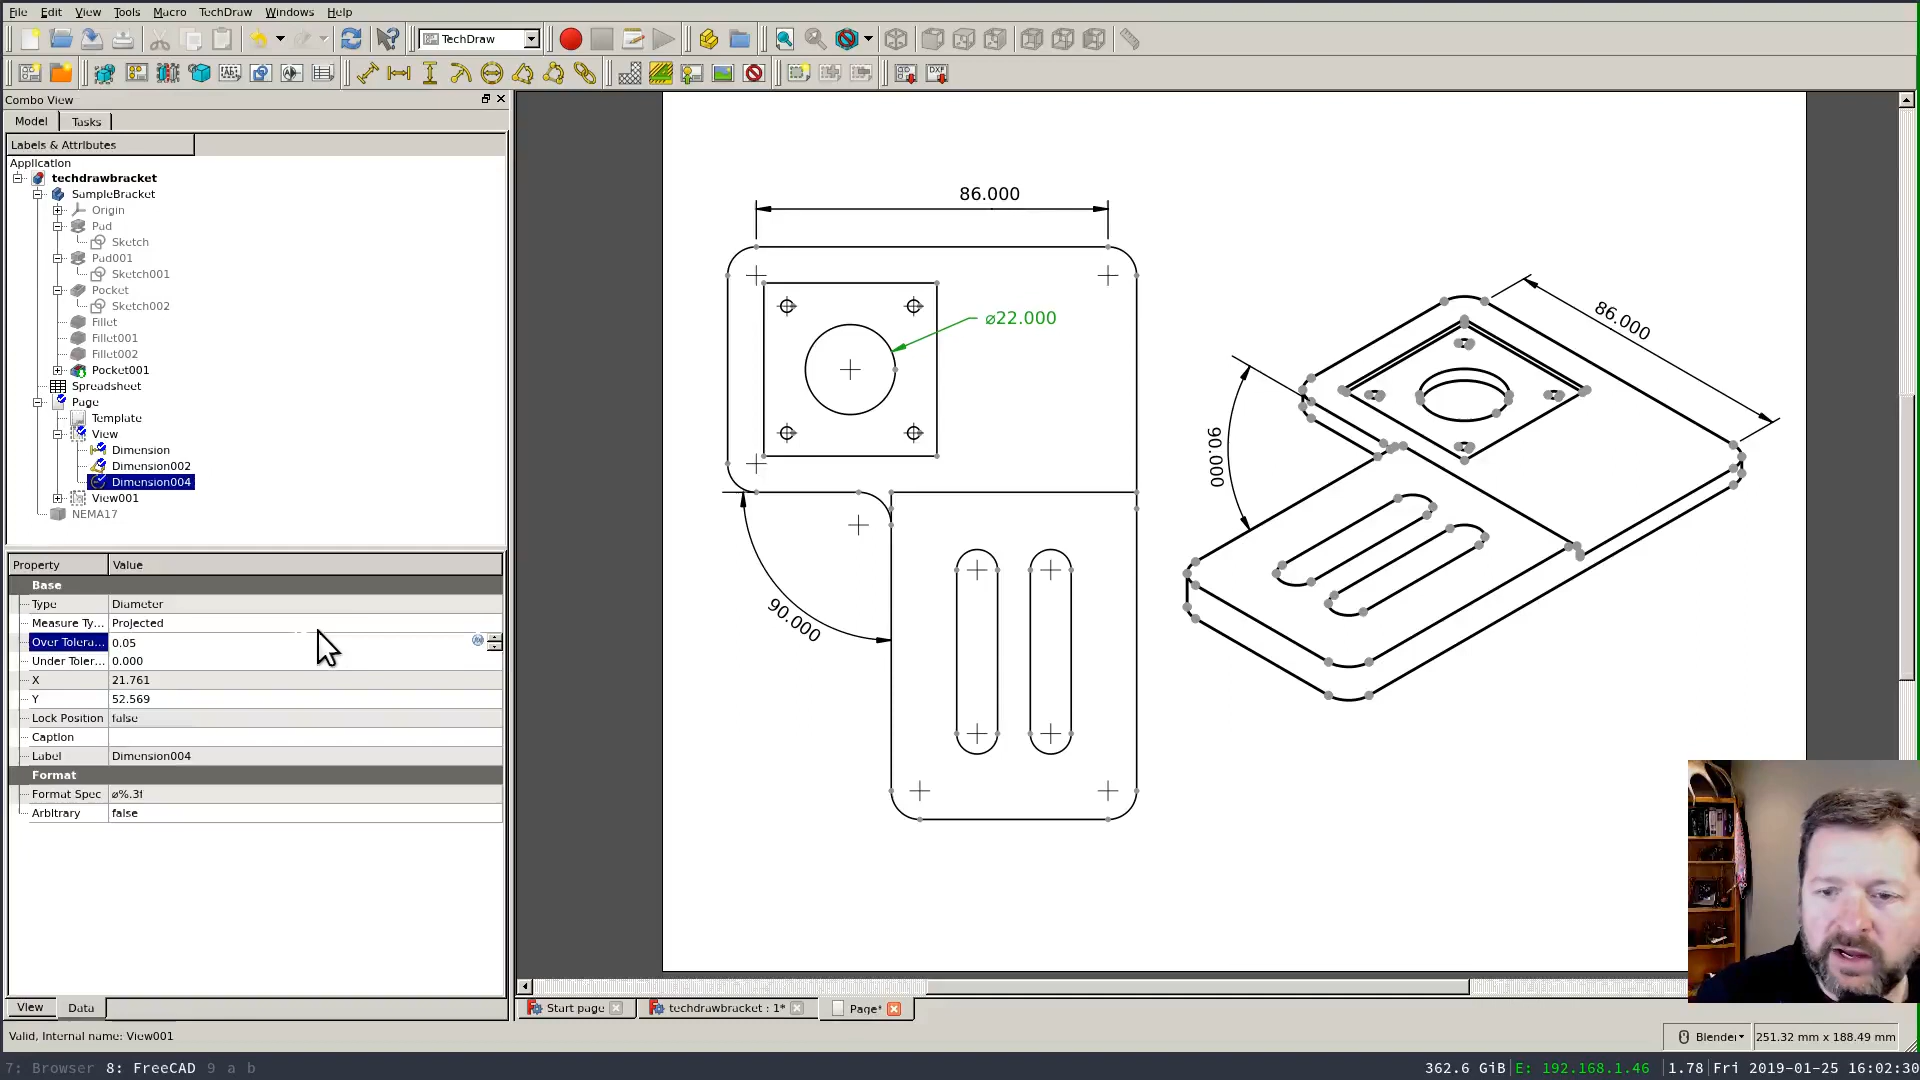 File Edit View Tools Macro TechDraw Windows Help
TechDraw
Combo View
Model Tasks
Labels & Attributes
Application
techdrawbracket
SampleBracket
Origin
Pad
Sketch
Pad001
Sketch001
Pocket
Sketch002
Fillet
Fillet001
Fillet002
Pocket001
Spreadsheet
Page
Template
View
Dimension
Dimension002
Dimension004
View001
NEMA17
Property Value
Base
Type Diameter
Measure Ty... Projected
Over Tolera... 0.05
Under Toler... 0.000
X 21.761
Y 52.569
Lock Position false
Caption
Label Dimension004
Format
Format Spec ⌀%.3f
Arbitrary false
View Data
86.000
⌀22.000
90.000
86.000
90.000
Start page techdrawbracket : 1* Page*
Valid, Internal name: View001
Blender 251.32 mm x 188.49 mm
7: Browser 8: FreeCAD 9 a b
362.6 GiB E: 192.168.1.46 1.78 Fri 2019-01-25 16:02:30